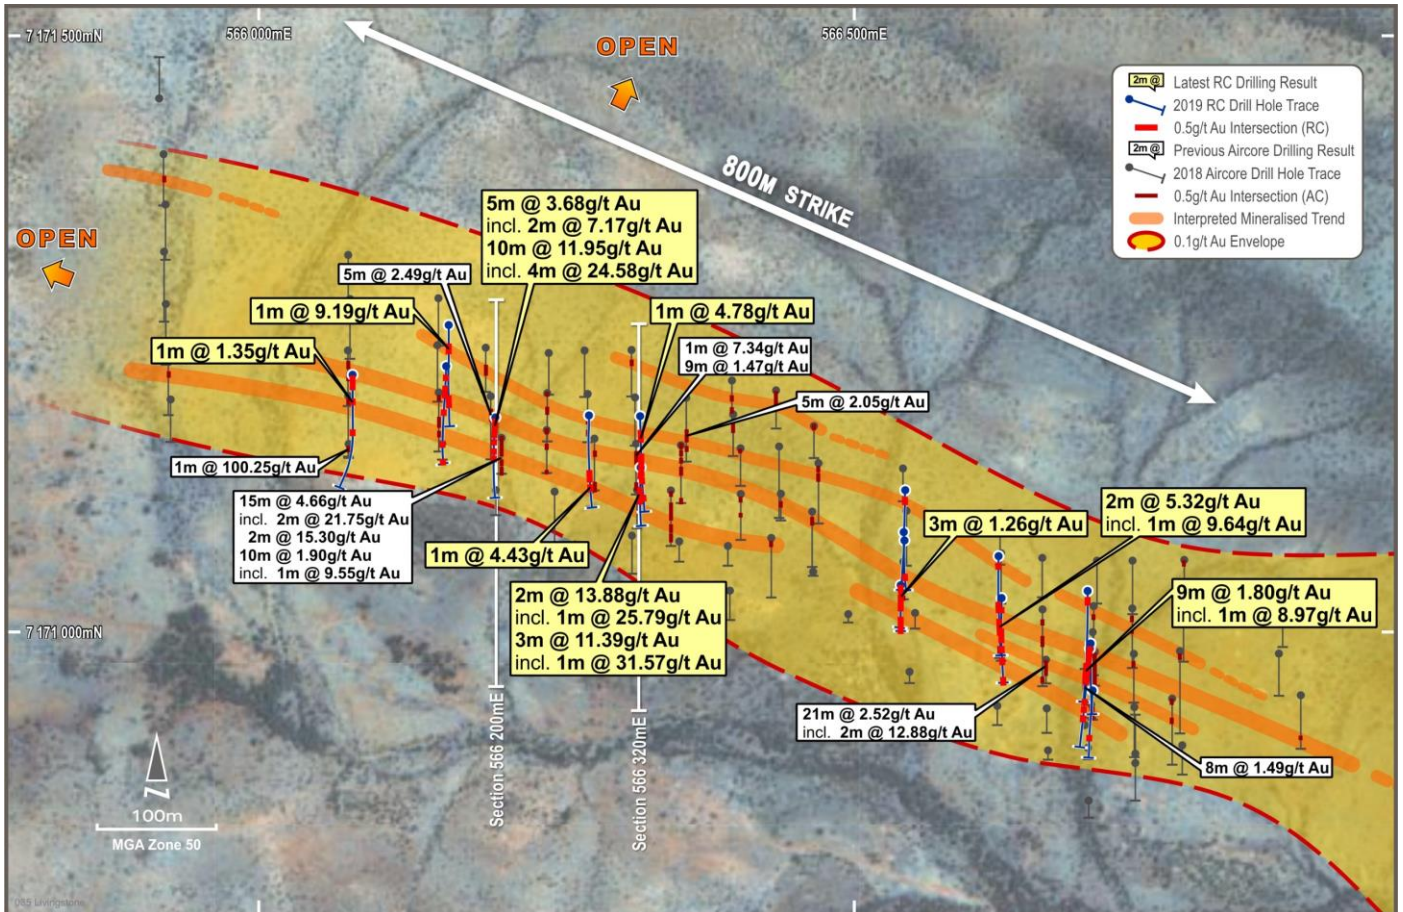 7 171 500mN
566 000mE
566 500mE
OPEN
800M STRIKE
2m @ Latest RC Drilling Result
2019 RC Drill Hole Trace
0.5g/t Au Intersection (RC)
2m @ Previous Aircore Drilling Result
2018 Aircore Drill Hole Trace
0.5g/t Au Intersection (AC)
Interpreted Mineralised Trend
0.1g/t Au Envelope
OPEN
5m @ 3.68g/t Au
incl. 2m @ 7.17g/t Au
10m @ 11.95g/t Au
incl. 4m @ 24.58g/t Au
5m @ 2.49g/t Au
1m @ 9.19g/t Au
1m @ 4.78g/t Au
1m @ 1.35g/t Au
1m @ 7.34g/t Au
9m @ 1.47g/t Au
5m @ 2.05g/t Au
1m @ 100.25g/t Au
15m @ 4.66g/t Au
incl. 2m @ 21.75g/t Au
2m @ 15.30g/t Au
10m @ 1.90g/t Au
incl. 1m @ 9.55g/t Au
1m @ 4.43g/t Au
3m @ 1.26g/t Au
2m @ 5.32g/t Au
incl. 1m @ 9.64g/t Au
2m @ 13.88g/t Au
incl. 1m @ 25.79g/t Au
3m @ 11.39g/t Au
incl. 1m @ 31.57g/t Au
9m @ 1.80g/t Au
incl. 1m @ 8.97g/t Au
7 171 000mN
21m @ 2.52g/t Au
incl. 2m @ 12.88g/t Au
8m @ 1.49g/t Au
Section 566 200mE
Section 566 320mE
N
100m
MGA Zone 50
085 Livingstone